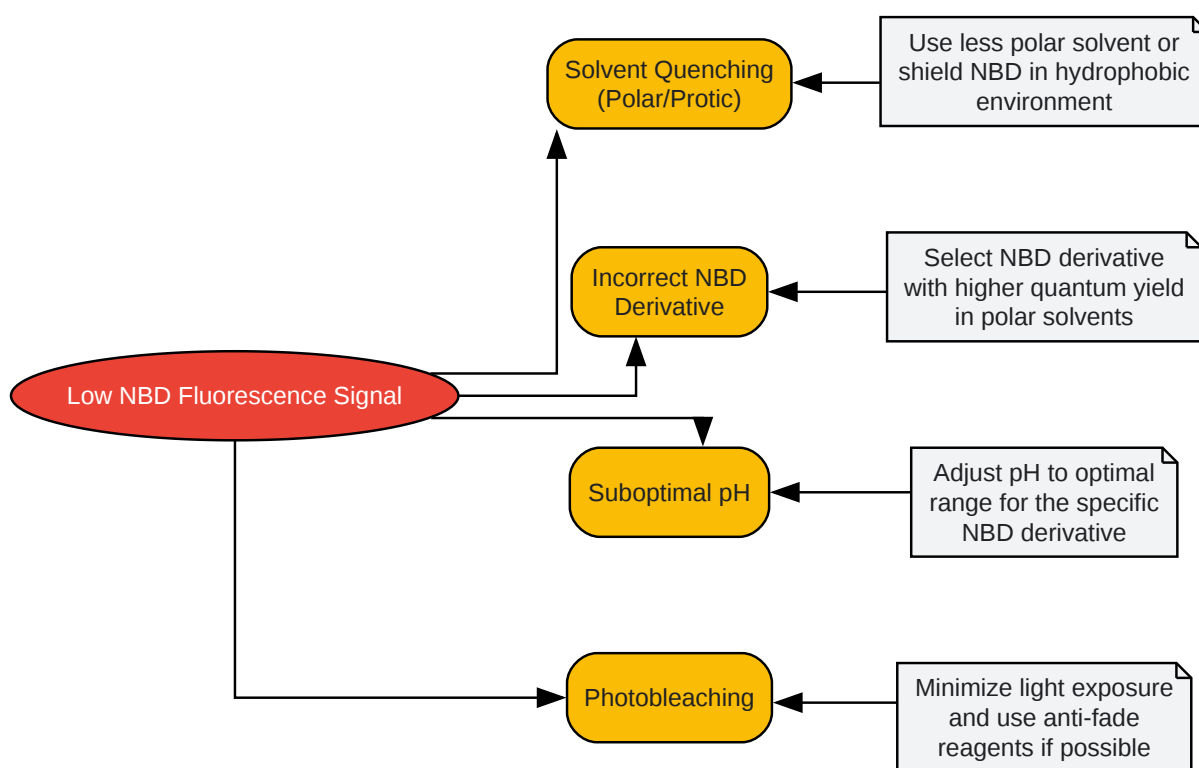 Solvent Quenching
(Polar/Protic)
Use less polar solvent or
shield NBD in hydrophobic
environment
Incorrect NBD
Derivative
Select NBD derivative
with higher quantum yield
in polar solvents
Low NBD Fluorescence Signal
Suboptimal pH
Adjust pH to optimal
range for the specific
NBD derivative
Photobleaching
Minimize light exposure
and use anti-fade
reagents if possible